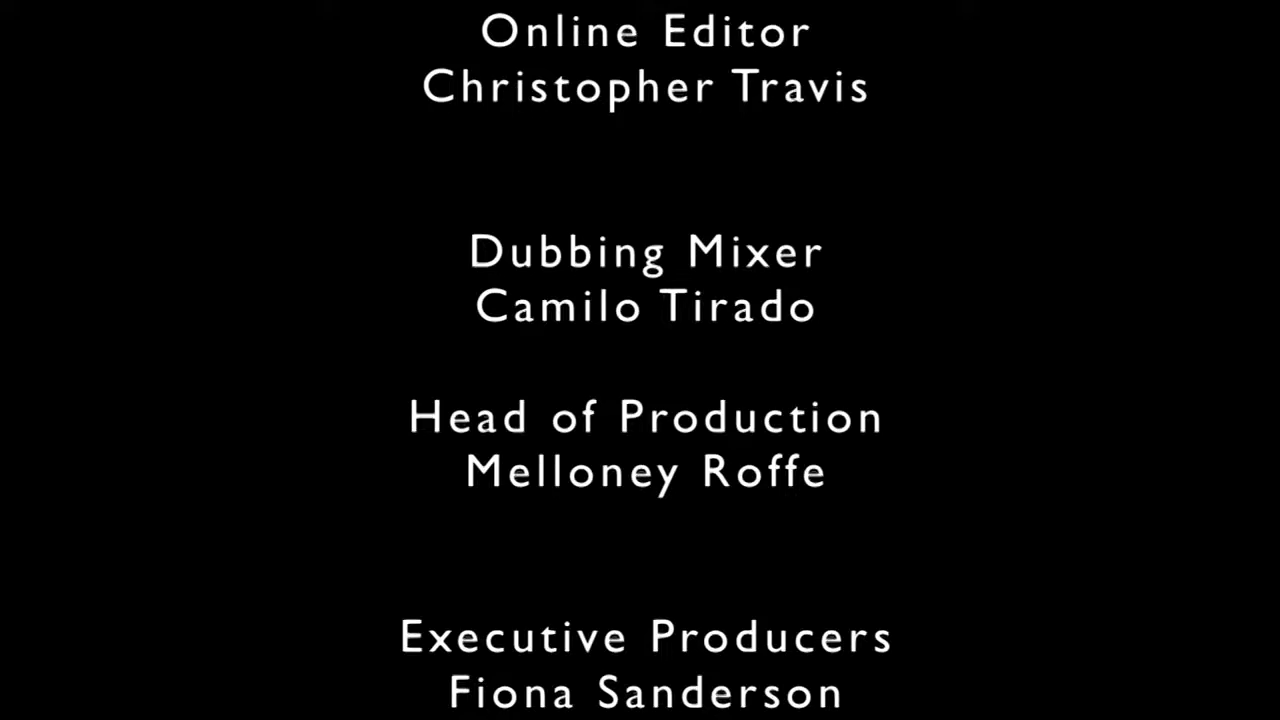 Online Editor
Christopher Travis
Dubbing Mixer
Camilo Tirado
Head of Production
Melloney Roffe
Executive Producers
Fiona Sanderson